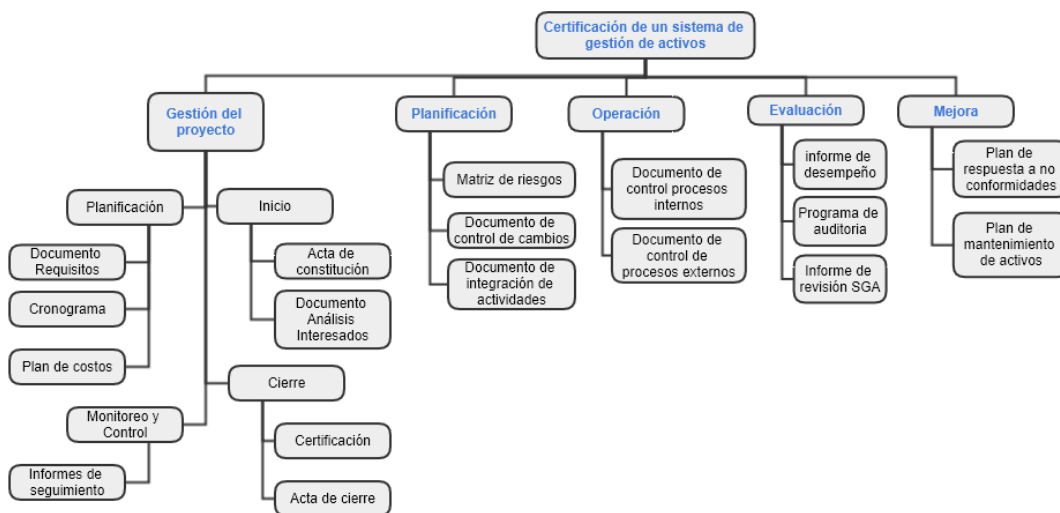 Certificación de un sistema de
gestión de activos
Gestión del
proyecto
Planificación
Operación
Evaluación
Mejora
Planificación
Documento
Requisitos
Cronograma
Plan de costos
Monitoreo y
Control
Informes de
seguimiento
Inicio
Acta de
constitución
Documento
Análisis
Interesados
Cierre
Certificación
Acta de cierre
Matriz de riesgos
Documento de
control de cambios
Documento de
integración de
actividades
Documento de
control procesos
internos
Documento de
control de
procesos externos
informe de
desempeño
Programa de
auditoria
Informe de
revisión SGA
Plan de
respuesta a no
conformidades
Plan de
mantenimiento
de activos